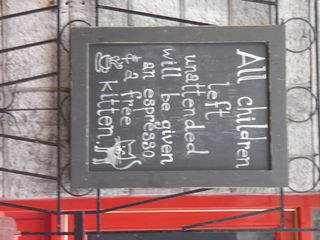 All children
left
unattended
will be given
an espresso
& a free
kitten